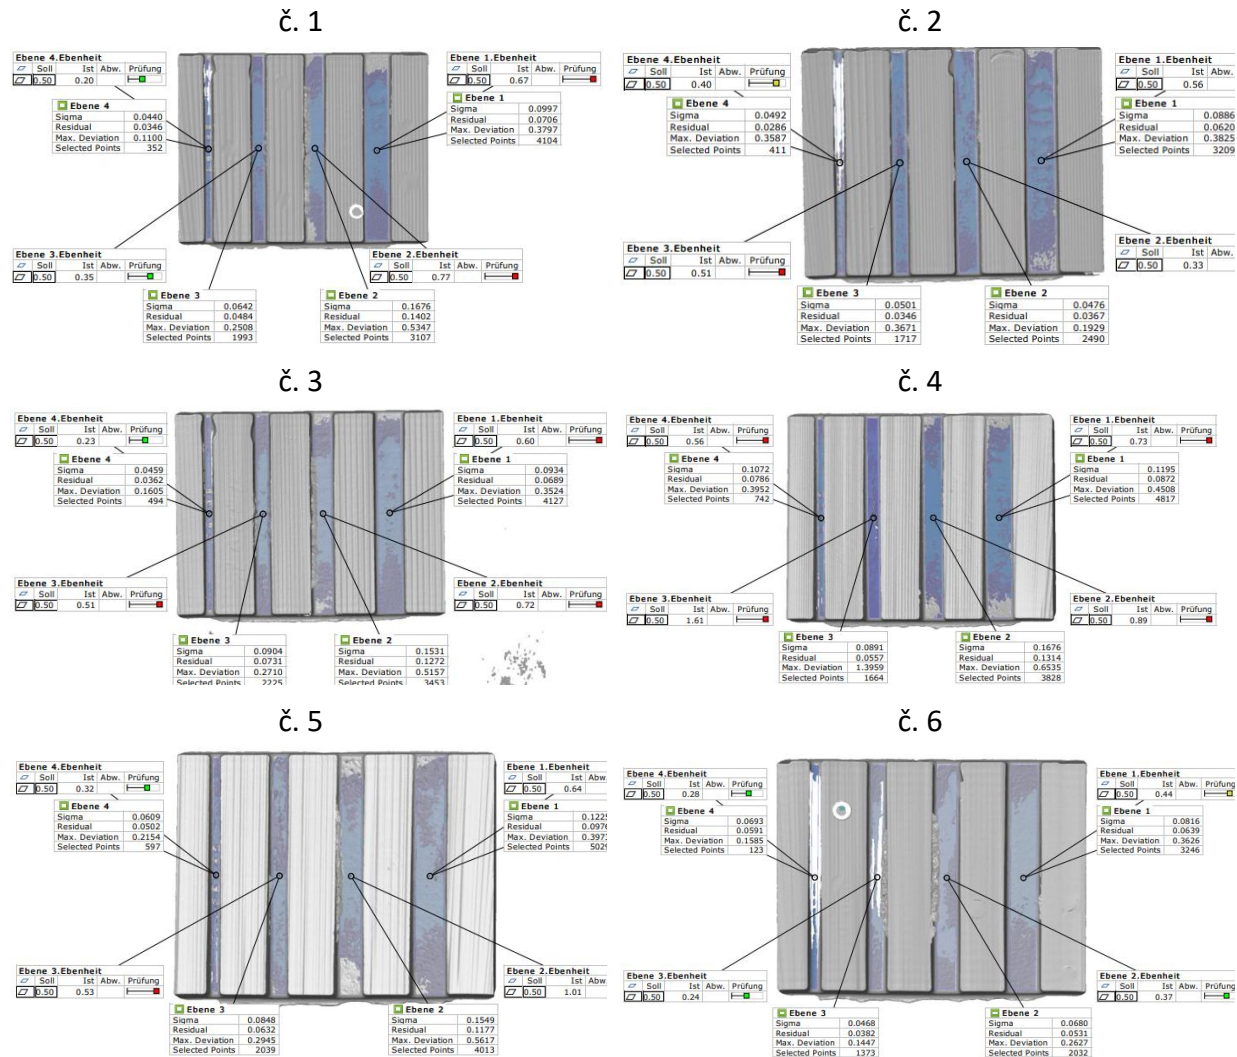 č. 1
Ebene 4.Ebenheit
Soll Ist Abw. Prüfung
0.50 0.20
Ebene 4
Sigma 0.0440
Residual 0.0346
Max. Deviation 0.1100
Selected Points 352
Ebene 1.Ebenheit
Soll Ist Abw. Prüfung
0.50 0.67
Ebene 1
Sigma 0.0997
Residual 0.0706
Max. Deviation 0.3797
Selected Points 4104
Ebene 3.Ebenheit
Soll Ist Abw. Prüfung
0.50 0.35
Ebene 2.Ebenheit
Soll Ist Abw. Prüfung
0.50 0.77
Ebene 3
Sigma 0.0642
Residual 0.0484
Max. Deviation 0.2508
Selected Points 1993
Ebene 2
Sigma 0.1676
Residual 0.1402
Max. Deviation 0.5347
Selected Points 3107
č. 2
Ebene 4.Ebenheit
Soll Ist Abw. Prüfung
0.50 0.40
Ebene 4
Sigma 0.0492
Residual 0.0286
Max. Deviation 0.3587
Selected Points 411
Ebene 1.Ebenheit
Soll Ist Abw.
0.50 0.56
Ebene 1
Sigma 0.0886
Residual 0.0620
Max. Deviation 0.3825
Selected Points 3209
Ebene 3.Ebenheit
Soll Ist Abw. Prüfung
0.50 0.51
Ebene 2.Ebenheit
Soll Ist Abw.
0.50 0.33
Ebene 3
Sigma 0.0501
Residual 0.0346
Max. Deviation 0.3671
Selected Points 1717
Ebene 2
Sigma 0.0476
Residual 0.0367
Max. Deviation 0.1929
Selected Points 2490
č. 3
Ebene 4.Ebenheit
Soll Ist Abw. Prüfung
0.50 0.23
Ebene 4
Sigma 0.0459
Residual 0.0362
Max. Deviation 0.1605
Selected Points 494
Ebene 1.Ebenheit
Soll Ist Abw. Prüfung
0.50 0.60
Ebene 1
Sigma 0.0934
Residual 0.0689
Max. Deviation 0.3524
Selected Points 4127
Ebene 3.Ebenheit
Soll Ist Abw. Prüfung
0.50 0.51
Ebene 2.Ebenheit
Soll Ist Abw. Prüfung
0.50 0.72
Ebene 3
Sigma 0.0904
Residual 0.0731
Max. Deviation 0.2710
Selected Points 2225
Ebene 2
Sigma 0.1531
Residual 0.1272
Max. Deviation 0.5157
Selected Points 3453
č. 4
Ebene 4.Ebenheit
Soll Ist Abw. Prüfung
0.50 0.56
Ebene 4
Sigma 0.1072
Residual 0.0786
Max. Deviation 0.3952
Selected Points 742
Ebene 1.Ebenheit
Soll Ist Abw. Prüfung
0.50 0.73
Ebene 1
Sigma 0.1195
Residual 0.0872
Max. Deviation 0.4508
Selected Points 4817
Ebene 3.Ebenheit
Soll Ist Abw. Prüfung
0.50 1.61
Ebene 2.Ebenheit
Soll Ist Abw. Prüfung
0.50 0.89
Ebene 3
Sigma 0.0891
Residual 0.0557
Max. Deviation 1.3959
Selected Points 1664
Ebene 2
Sigma 0.1676
Residual 0.1314
Max. Deviation 0.6535
Selected Points 3828
č. 5
Ebene 4.Ebenheit
Soll Ist Abw. Prüfung
0.50 0.32
Ebene 4
Sigma 0.0609
Residual 0.0502
Max. Deviation 0.2154
Selected Points 597
Ebene 1.Ebenheit
Soll Ist Abw
0.50 0.64
Ebene 1
Sigma 0.1225
Residual 0.0976
Max. Deviation 0.397
Selected Points 5029
Ebene 3.Ebenheit
Soll Ist Abw. Prüfung
0.50 0.53
Ebene 2.Ebenheit
Soll Ist Abw.
0.50 1.01
Ebene 3
Sigma 0.0848
Residual 0.0632
Max. Deviation 0.2945
Selected Points 2039
Ebene 2
Sigma 0.1549
Residual 0.1177
Max. Deviation 0.5617
Selected Points 4013
č. 6
Ebene 4.Ebenheit
Soll Ist Abw. Prüfung
0.50 0.28
Ebene 4
Sigma 0.0693
Residual 0.0591
Max. Deviation 0.1585
Selected Points 123
Ebene 1.Ebenheit
Soll Ist Abw. Prüfung
0.50 0.44
Ebene 1
Sigma 0.0816
Residual 0.0639
Max. Deviation 0.3626
Selected Points 3246
Ebene 3.Ebenheit
Soll Ist Abw. Prüfung
0.50 0.24
Ebene 2.Ebenheit
Soll Ist Abw. Prüfung
0.50 0.37
Ebene 3
Sigma 0.0468
Residual 0.0382
Max. Deviation 0.1447
Selected Points 1373
Ebene 2
Sigma 0.0680
Residual 0.0531
Max. Deviation 0.2627
Selected Points 2032